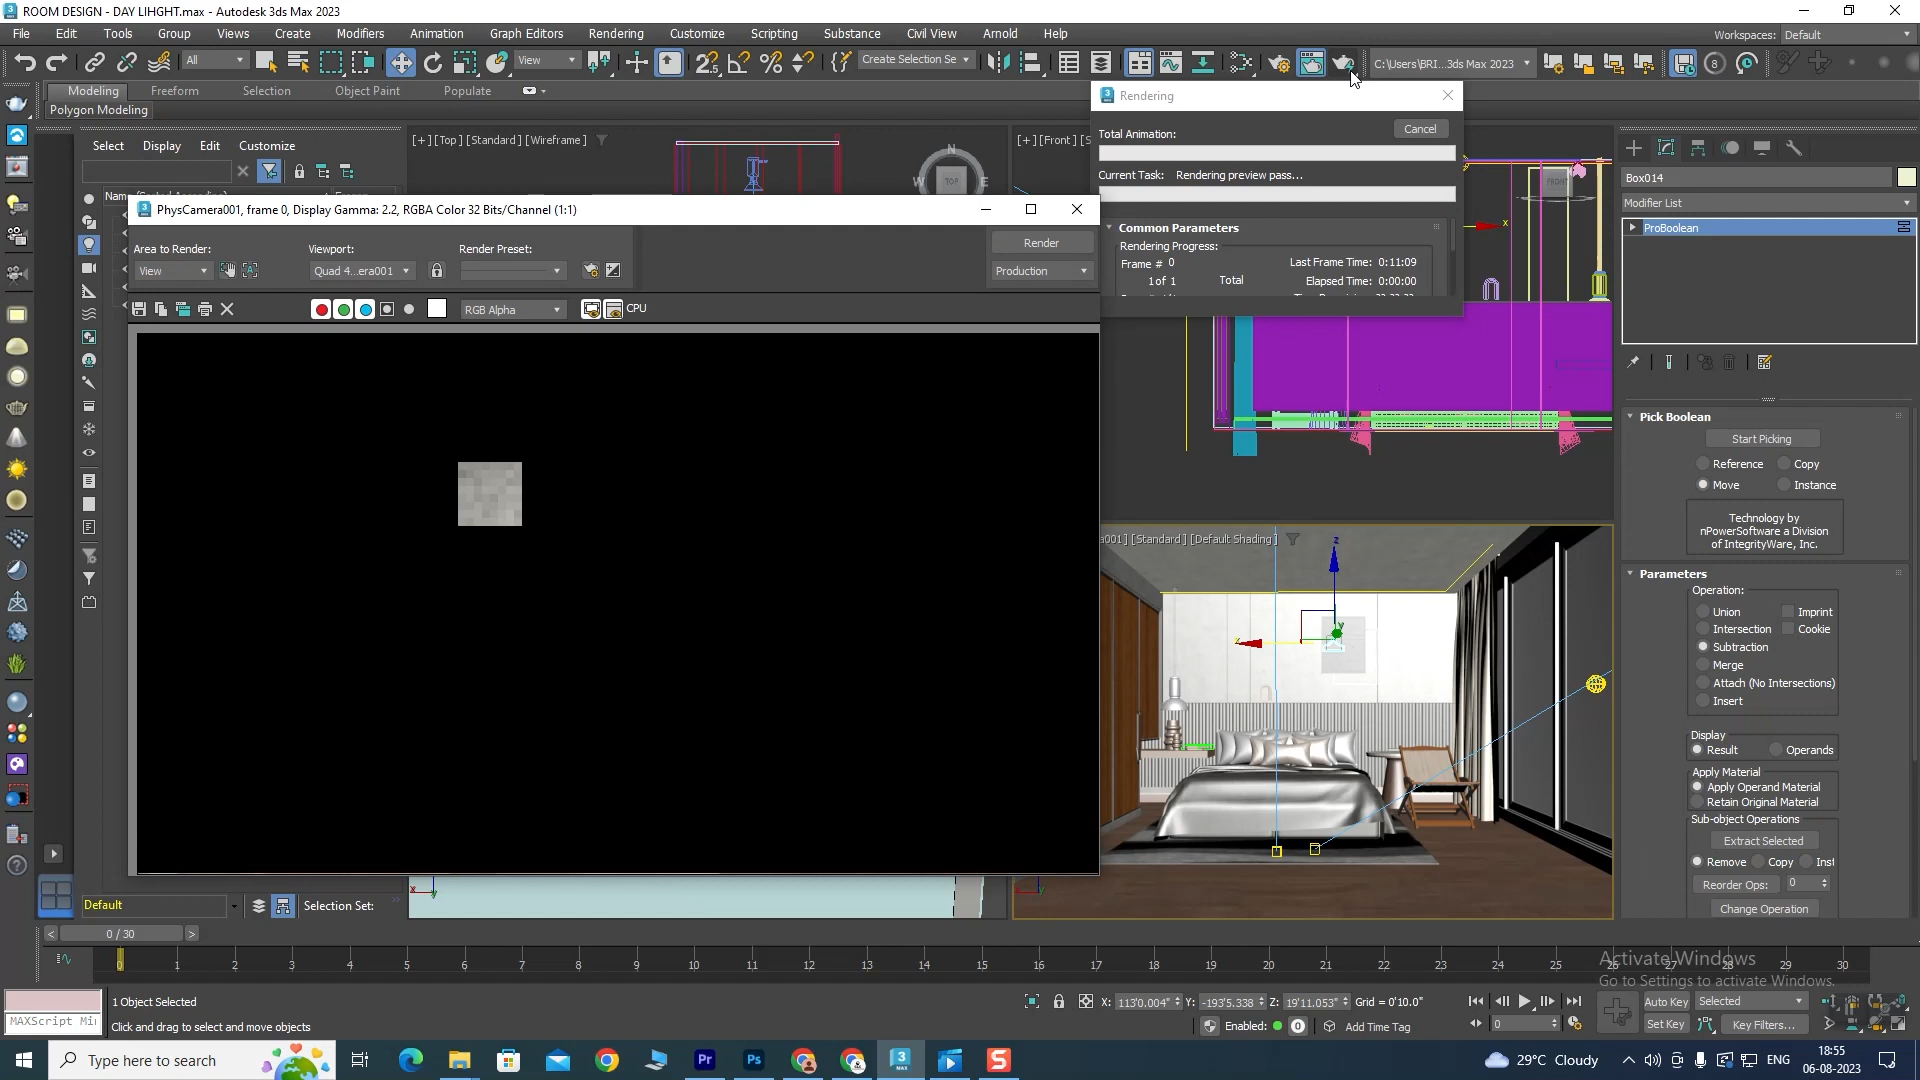 ROOM DESIGN - DAY LIHGHT.max - Autodesk 3ds Max 2023
File Edit Tools Group Views Create Modifiers Animation Graph Editors Rendering Customize Scripting Substance Civil View Arnold Help
Workspaces: Default
All View Create Selection Se C:\Users\BRI...3ds Max 2023
Modeling Freeform Selection Object Paint Populate
Polygon Modeling
Rendering
Total Animation: Cancel
Current Task: Rendering preview pass...
Common Parameters
Rendering Progress:
Frame # 0 Last Frame Time: 0:11:09
1 of 1 Total Elapsed Time: 0:00:00
Select Display Edit Customize
[+] [Top] [Standard] [Wireframe]
N
W TOP E
[+] [Front] [S
FRONT
PhysCamera001, frame 0, Display Gamma: 2.2, RGBA Color 32 Bits/Channel (1:1)
Area to Render: Viewport: Render Preset: Render
View Quad 4...era001 Production
RGB Alpha CPU
a001] [Standard] [Default Shading]
Box014
Modifier List
ProBoolean
Pick Boolean
Start Picking
Reference Copy
Move Instance
Technology by
nPowerSoftware a Division
of IntegrityWare, Inc.
Parameters
Operation:
Union Imprint
Intersection Cookie
Subtraction
Merge
Attach (No Intersections)
Insert
Display
Result Operands
Apply Material
Apply Operand Material
Retain Original Material
Sub-object Operations
Extract Selected
Remove Copy Inst
Reorder Ops: 0
Change Operation
Default Selection Set:
0 / 30
0 1 2 3 4 5 6 7 8 9 10 11 12 13 14 15 16 17 18 19 20 21 22 23 24 25 26 27 28 29 30
Activate Windows
Go to Settings to activate Windows.
1 Object Selected X: 113'0.004" Y: -193'5.338 Z: 19'11.053" Grid = 0'10.0" Auto Key Selected
MAXScript Mi Click and drag to select and move objects Enabled: 0 Add Time Tag 0 Set Key Key Filters...
Type here to search 29°C Cloudy ENG 18:55
06-08-2023